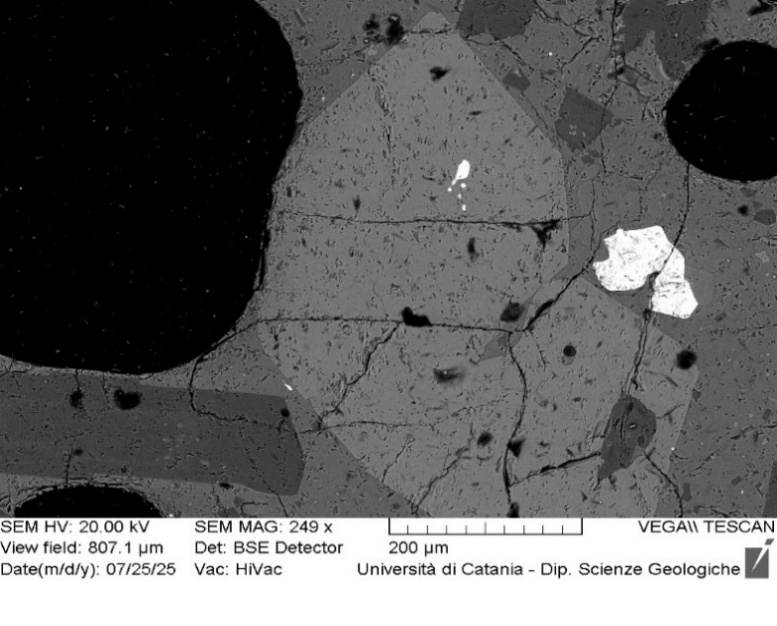 SEM HV: 20.00 kV SEM MAG: 249 x VEGA\\ TESCAN
View field: 807.1 µm Det: BSE Detector 200 µm
Date(m/d/y): 07/25/25 Vac: HiVac Università di Catania - Dip. Scienze Geologiche